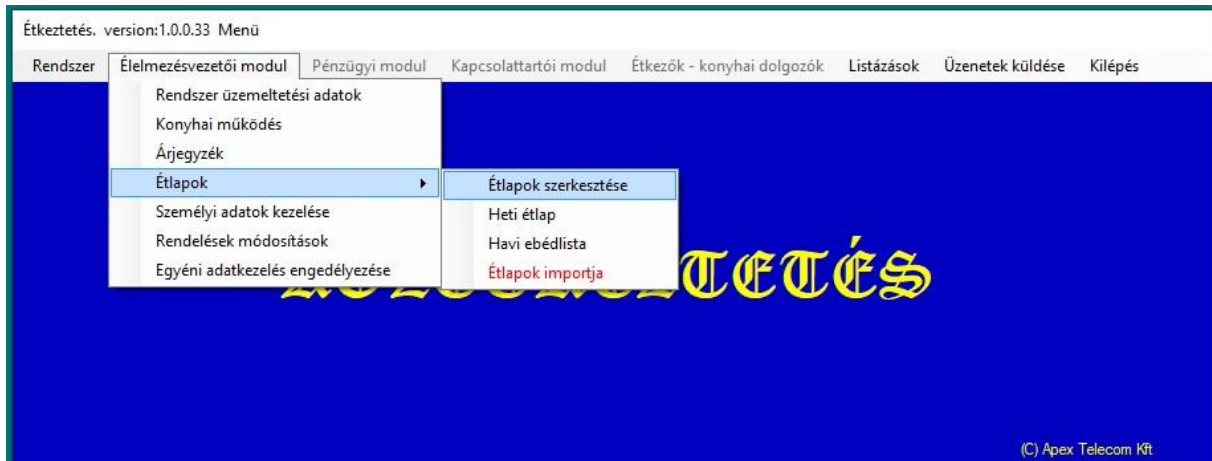 Étkeztetés. version:1.0.0.33 Menü
Rendszer Élelmezésvezetői modul Pénzügyi modul Kapcsolattartói modul Étkezők - konyhai dolgozók Listázások Üzenetek küldése Kilépés
Rendszer üzemeltetési adatok
Konyhai működés
Árjegyzék
Étlapok
Személyi adatok kezelése
Rendelések módosítások
Egyéni adatkezelés engedélyezése
Étlapok szerkesztése
Heti étlap
Havi ebédlista
Étlapok importja
TETÉS
(C) Apex Telecom Kft